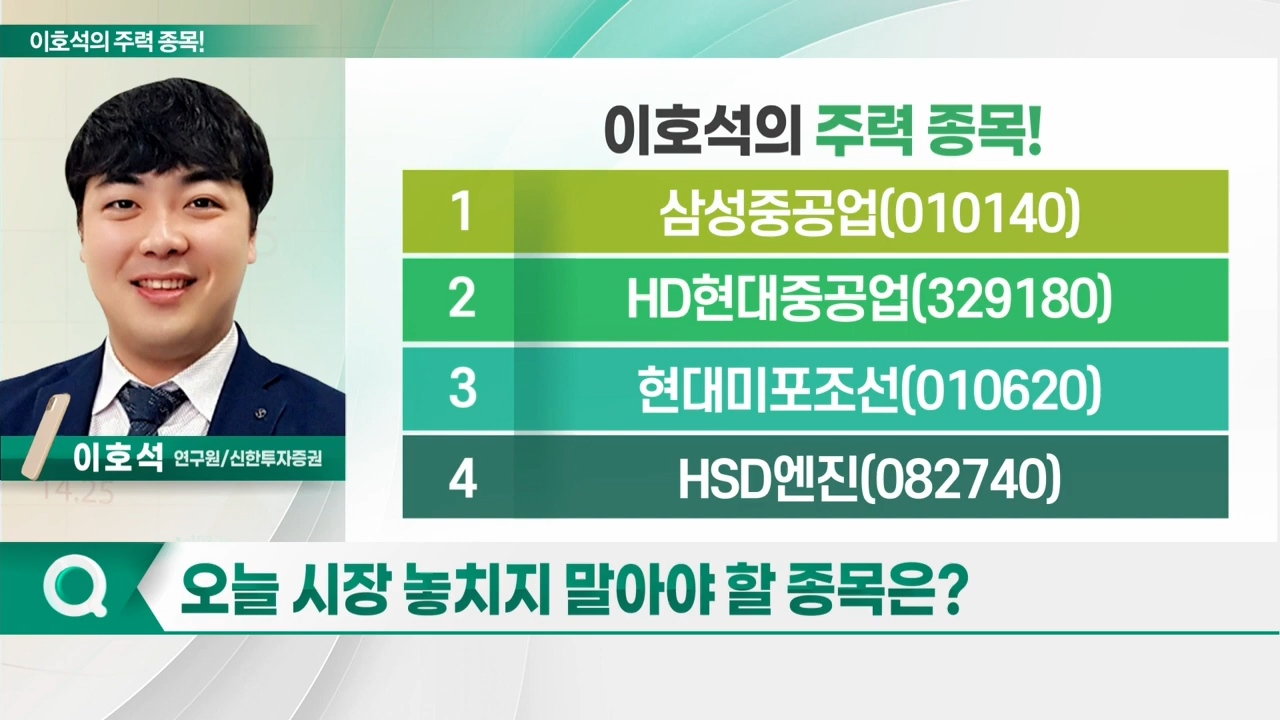 이호석의 주력 종목!
이호석의 주력 종목!
1 삼성중공업(010140)
2 HD현대중공업(329180)
3 현대미포조선(010620)
4 HSD엔진(082740)
이호석 연구원/신한투자증권
14.25
오늘 시장 놓치지 말아야 할 종목은?